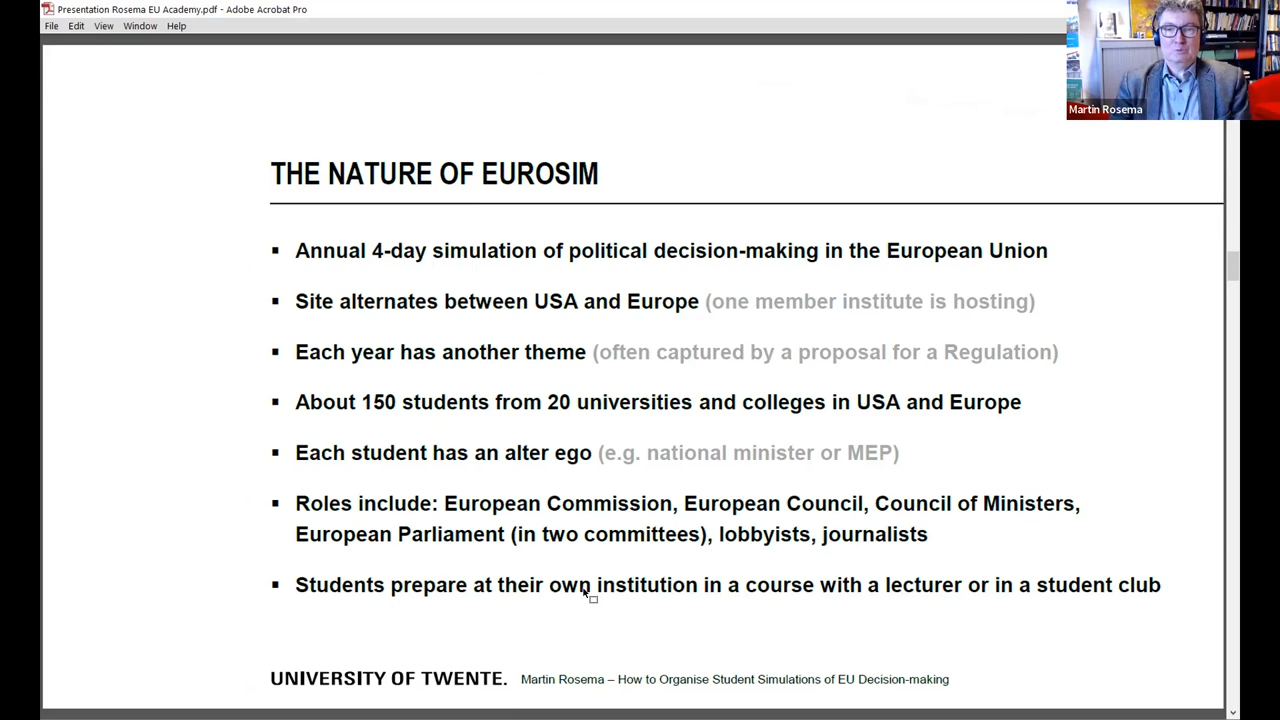 Presentation Rosema EU Academy.pdf - Adobe Acrobat Pro
File Edit View Window Help
Martin Rosema
THE NATURE OF EUROSIM
▪ Annual 4-day simulation of political decision-making in the European Union
▪ Site alternates between USA and Europe (one member institute is hosting)
▪ Each year has another theme (often captured by a proposal for a Regulation)
▪ About 150 students from 20 universities and colleges in USA and Europe
▪ Each student has an alter ego (e.g. national minister or MEP)
▪ Roles include: European Commission, European Council, Council of Ministers,
European Parliament (in two committees), lobbyists, journalists
▪ Students prepare at their own institution in a course with a lecturer or in a student club
UNIVERSITY OF TWENTE. Martin Rosema – How to Organise Student Simulations of EU Decision-making